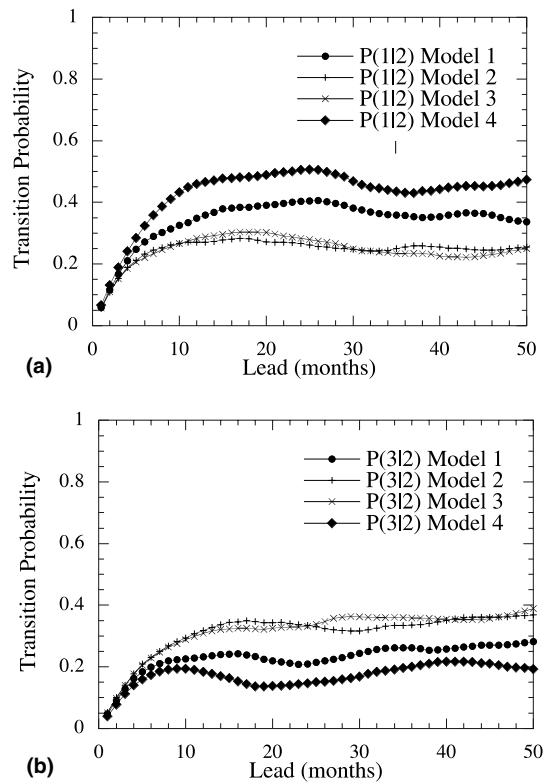 1
0.8
0.6
0.4
0.2
0
Transition Probability
P(1|2) Model 1
P(1|2) Model 2
P(1|2) Model 3
P(1|2) Model 4
0 10 20 30 40 50
Lead (months)
(a)
1
0.8
0.6
0.4
0.2
0
Transition Probability
P(3|2) Model 1
P(3|2) Model 2
P(3|2) Model 3
P(3|2) Model 4
0 10 20 30 40 50
Lead (months)
(b)